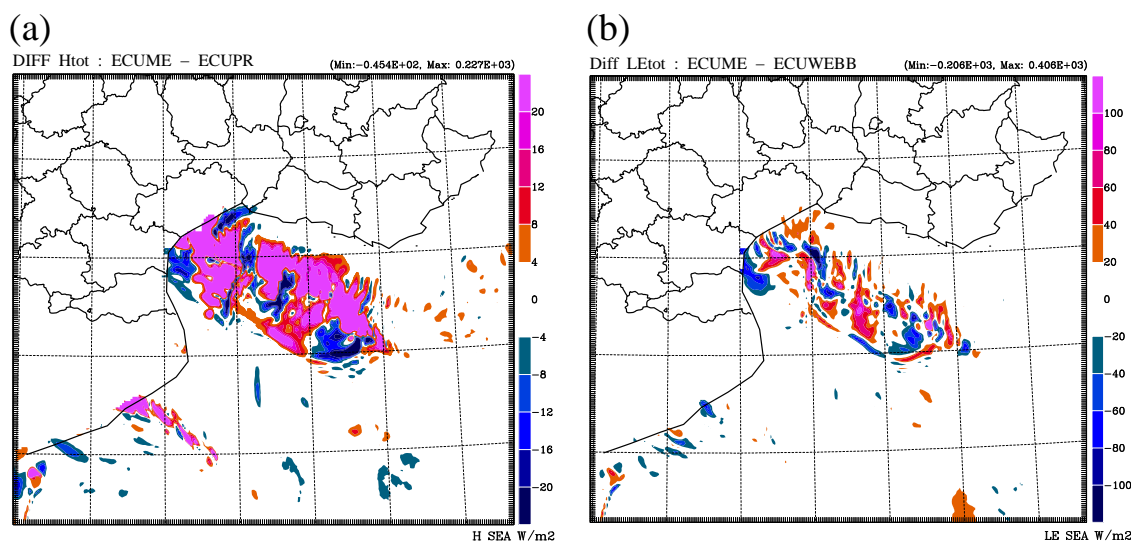 (a)
DIFF Htot : ECUME – ECUPR
(Min:-0.454E+02, Max: 0.227E+03)
20
16
12
8
4
0
-4
-8
-12
-16
-20
H SEA W/m2
(b)
Diff LEtot : ECUME – ECUWEBB
(Min:-0.206E+03, Max: 0.406E+03)
100
80
60
40
20
0
-20
-40
-60
-80
-100
LE SEA W/m2